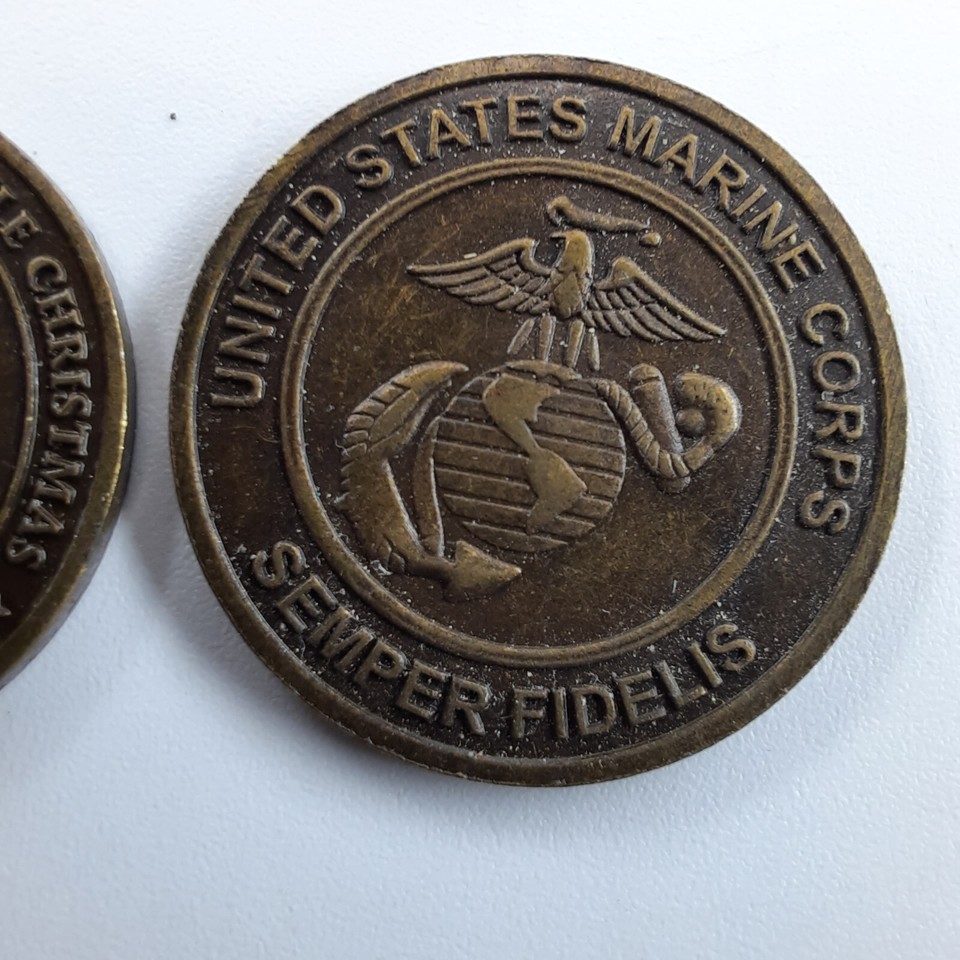 UNITED STATES MARINE CORPS
SEMPER FIDELIS
CHRISTMAS